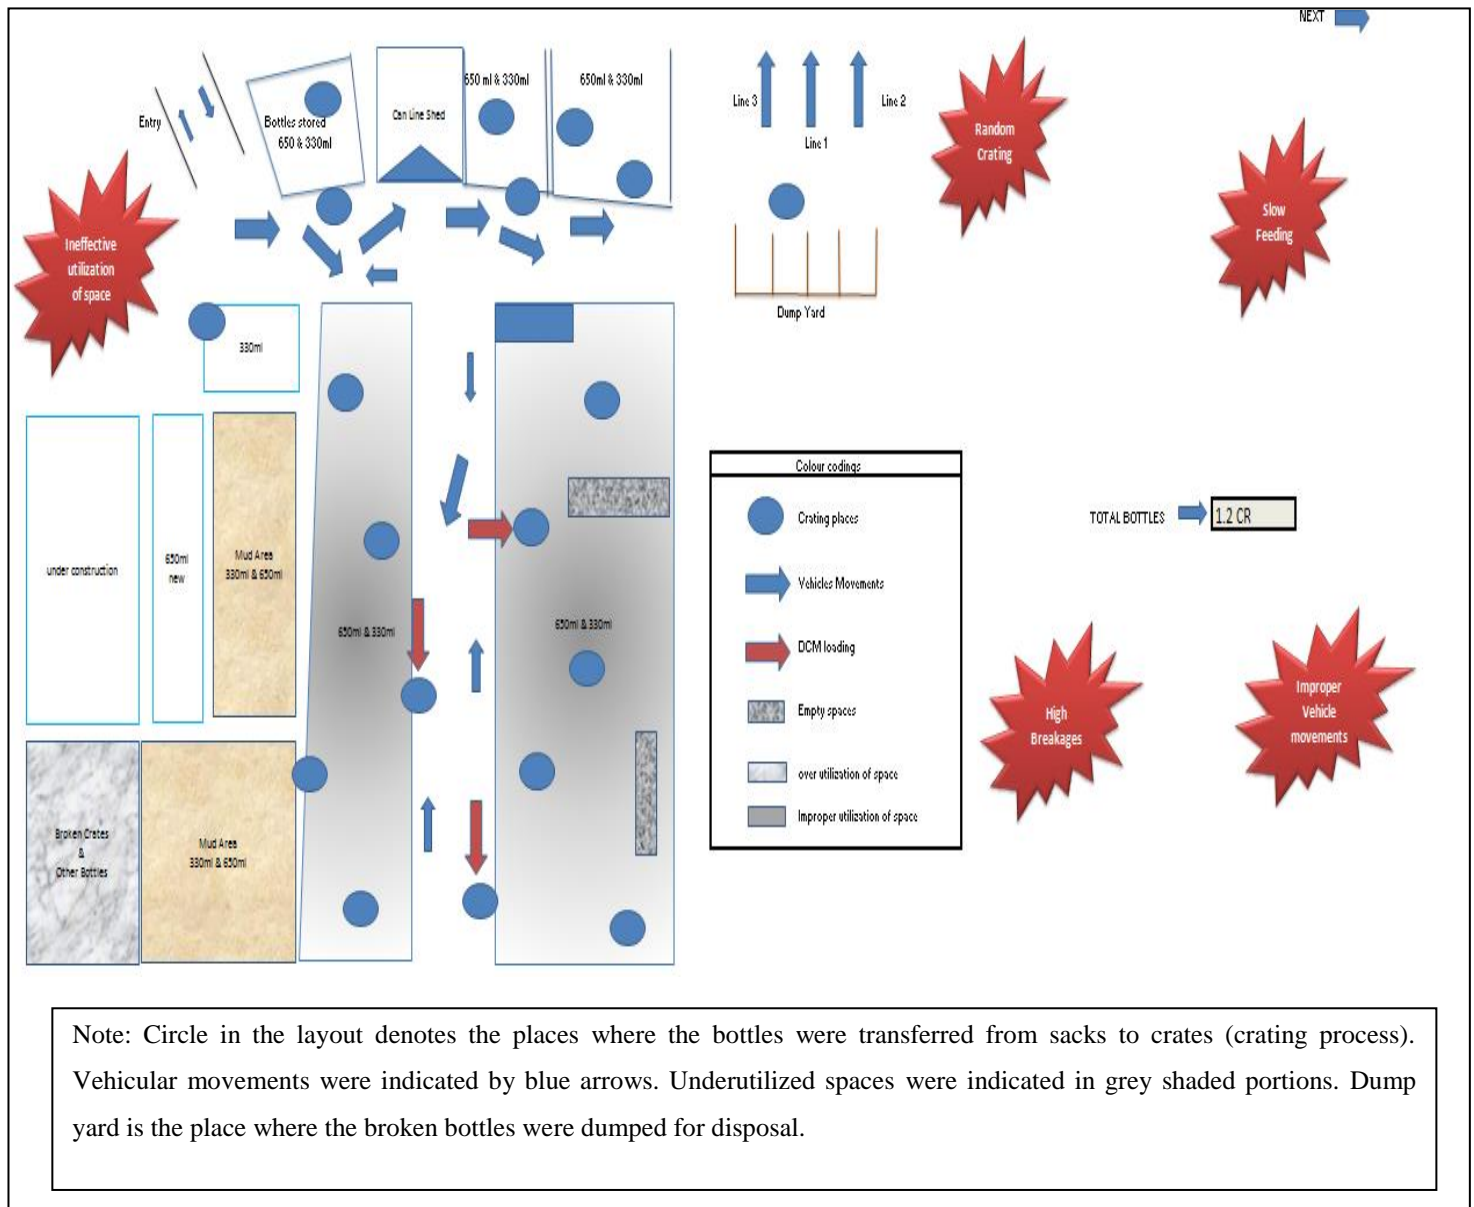 NEXT
Entry
Bottles stored
650 & 330ml
Can Line Shed
650 ml & 330ml
650ml & 330ml
Line 3
Line 1
Line 2
Random
Crating
Slow
Feeding
Ineffective
utilization
of space
Dump Yard
330ml
under construction
650ml
new
Mud Area
330ml & 650ml
650ml & 330ml
650ml & 330ml
Broken Crates
&
Other Bottles
Mud Area
330ml & 650ml
Colour codings
Crating places
Vehicles Movements
DCM loading
Empty spaces
over utilization of space
Improper utilization of space
TOTAL BOTTLES
1.2 CR
High
Breakages
Improper
Vehicle
movements
Note: Circle in the layout denotes the places where the bottles were transferred from sacks to crates (crating process).
Vehicular movements were indicated by blue arrows. Underutilized spaces were indicated in grey shaded portions. Dump
yard is the place where the broken bottles were dumped for disposal.